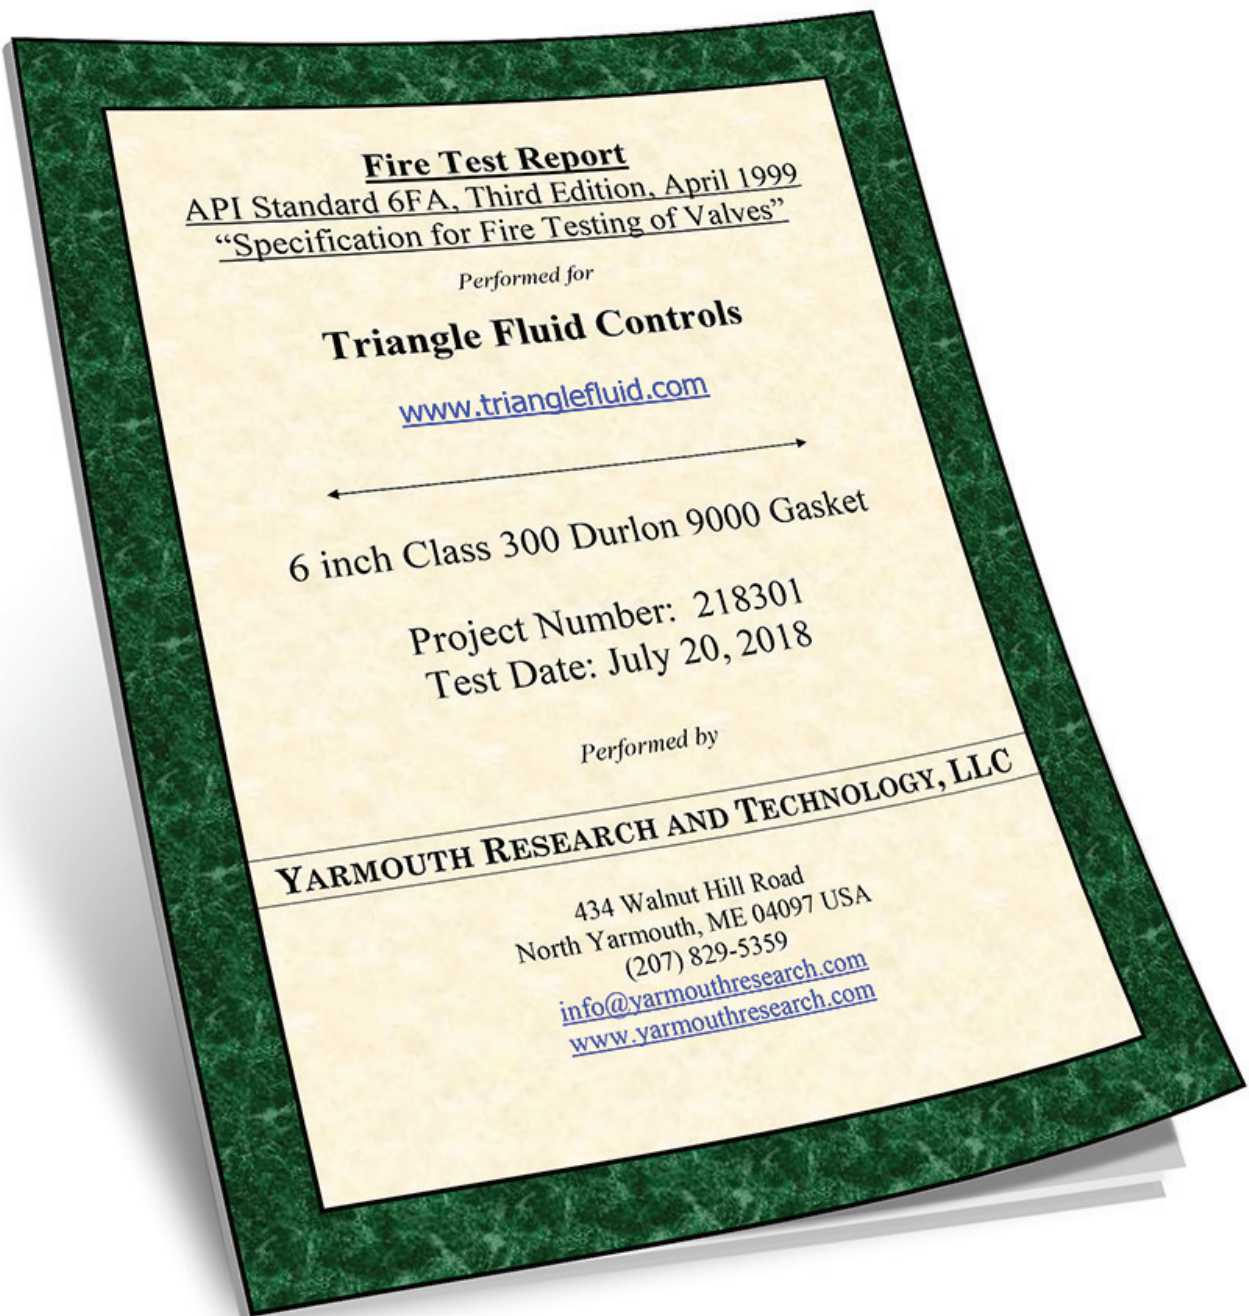 Fire Test Report
API Standard 6FA, Third Edition, April 1999
“Specification for Fire Testing of Valves”
Performed for
Triangle Fluid Controls
www.trianglefluid.com
6 inch Class 300 Durlon 9000 Gasket
Project Number: 218301
Test Date: July 20, 2018
Performed by
YARMOUTH RESEARCH AND TECHNOLOGY, LLC
434 Walnut Hill Road
North Yarmouth, ME 04097 USA
(207) 829-5359
info@yarmouthresearch.com
www.yarmouthresearch.com